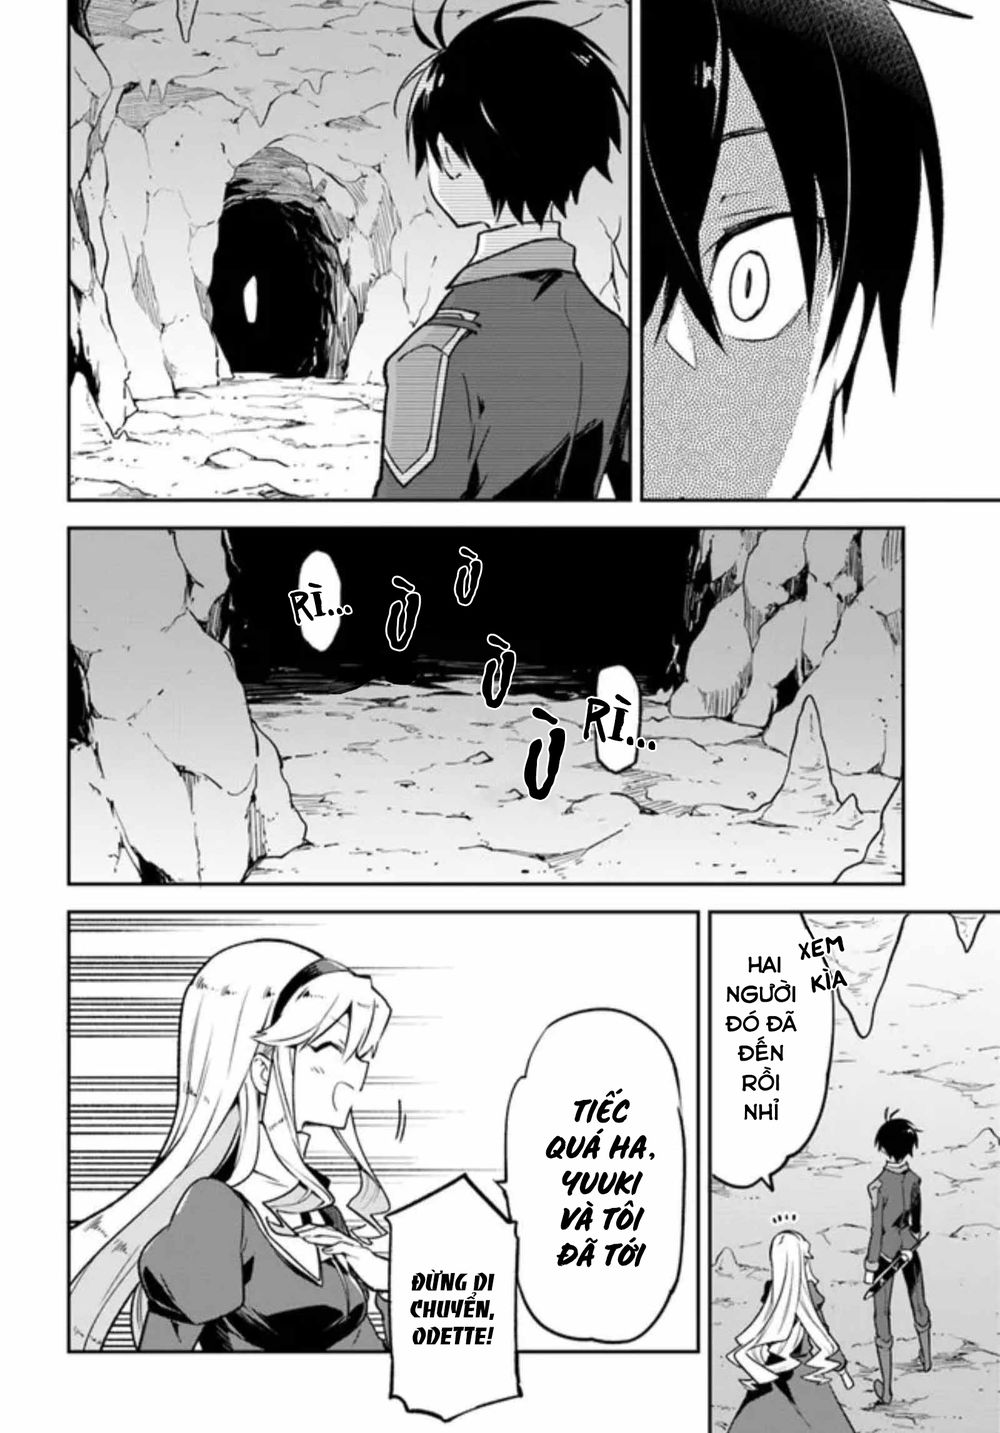 RÌ...
Ù
Ù
Ù
Ù
RÌ...
XEM
KÌA
HAI
NGƯỜI
ĐÓ ĐÃ
ĐẾN
RỒI
NHỈ
TIẾC
QUÁ HA,
YUUKI
VÀ TÔI
ĐÃ TỚI
ĐỪNG DI
CHUYỂN,
ODETTE!